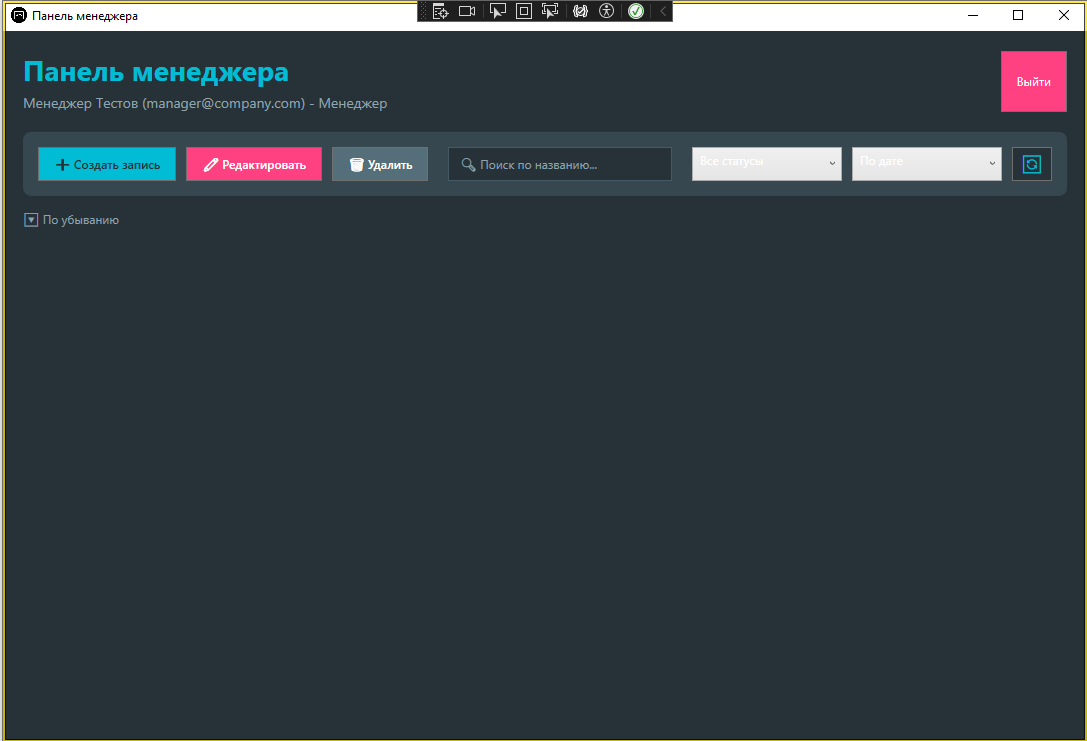 Панель менеджера
Панель менеджера
Выйти
Менеджер Тестов (manager@company.com) - Менеджер
Создать запись
Редактировать
Удалить
Поиск по названию...
Все статусы
По дате
По убыванию